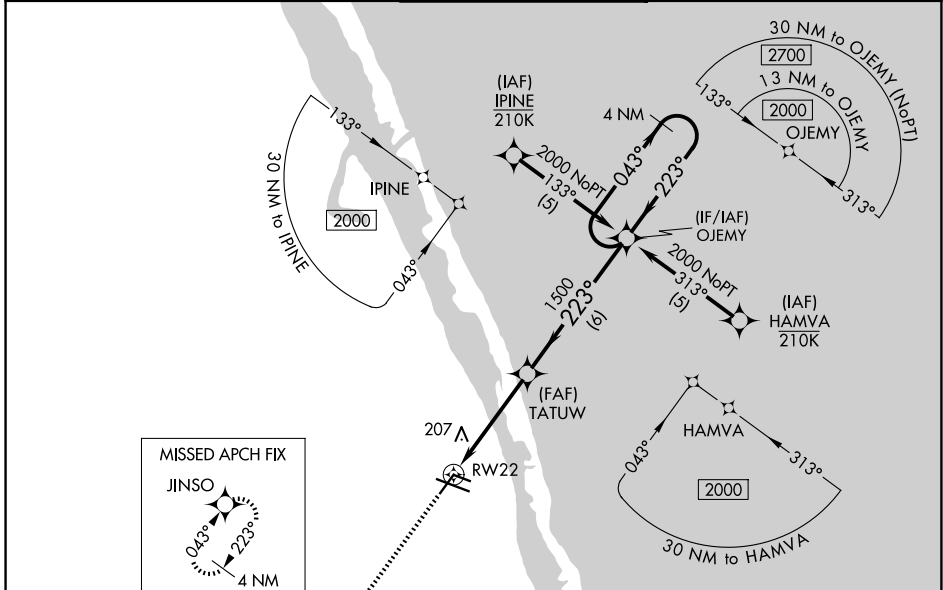 30 NM to OJEMY (NoPT)
2700
13 NM to OJEMY
2000
133°
OJEMY
313°
(IAF)
IPINE
210K
4 NM
043°
223°
2000 NoPT
133°
(5)
133°
IPINE
2000
043°
30 NM to IPINE
(IF/IAF)
OJEMY
2000 NoPT
313°
(5)
(IAF)
HAMVA
210K
1500
223°
(6)
(FAF)
TATUW
207
RW22
HAMVA
043°
313°
2000
30 NM to HAMVA
MISSED APCH FIX
JINSO
043°
223°
4 NM